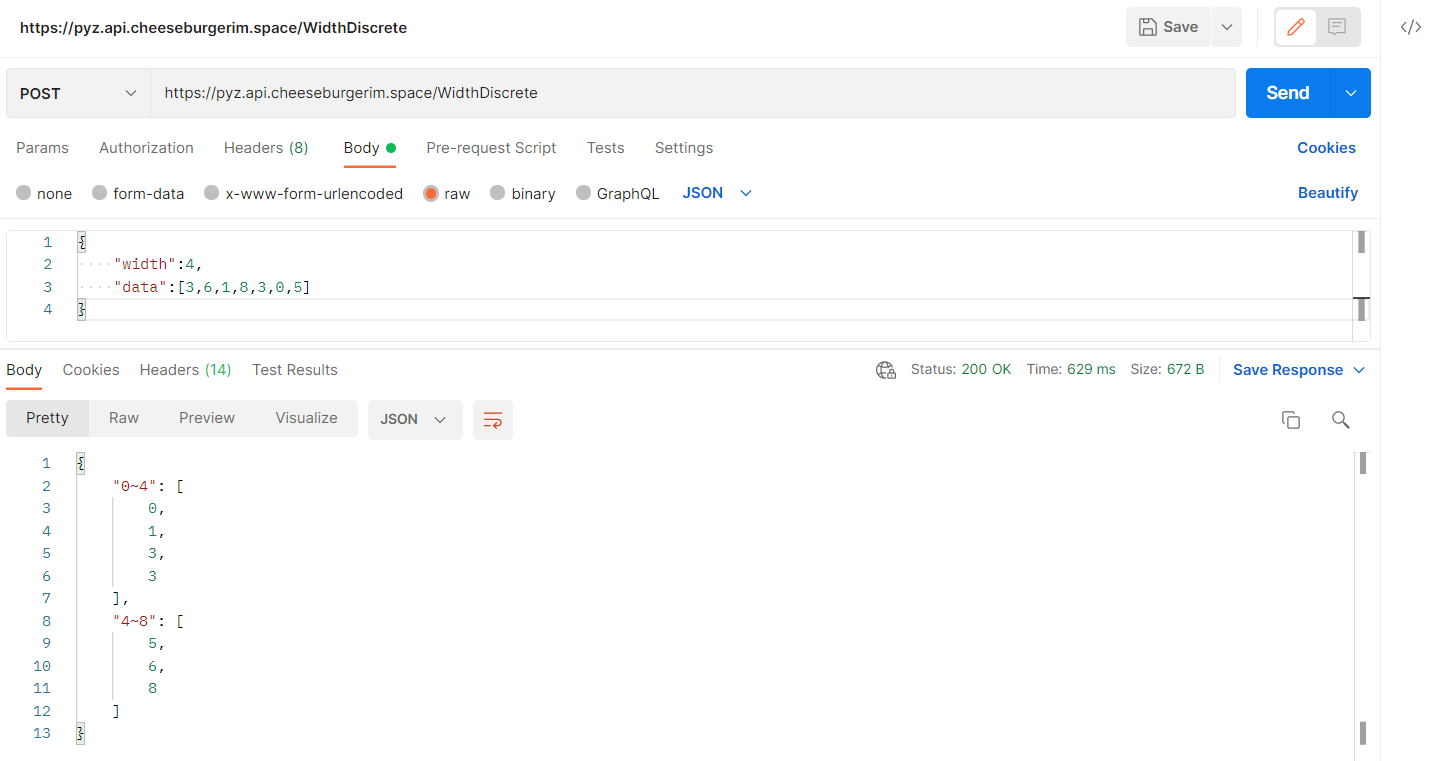 https://pyz.api.cheeseburgerim.space/WidthDiscrete Save </>
POST https://pyz.api.cheeseburgerim.space/WidthDiscrete Send
Params Authorization Headers (8) Body Pre-request Script Tests Settings Cookies
none form-data x-www-form-urlencoded raw binary GraphQL JSON Beautify
1 {
2 ····"width":4,
3 ····"data":[3,6,1,8,3,0,5]
4 }
Body Cookies Headers (14) Test Results Status: 200 OK Time: 629 ms Size: 672 B Save Response
Pretty Raw Preview Visualize JSON
1 {
2 "0~4": [
3 0,
4 1,
5 3,
6 3
7 ],
8 "4~8": [
9 5,
10 6,
11 8
12 ]
13 }